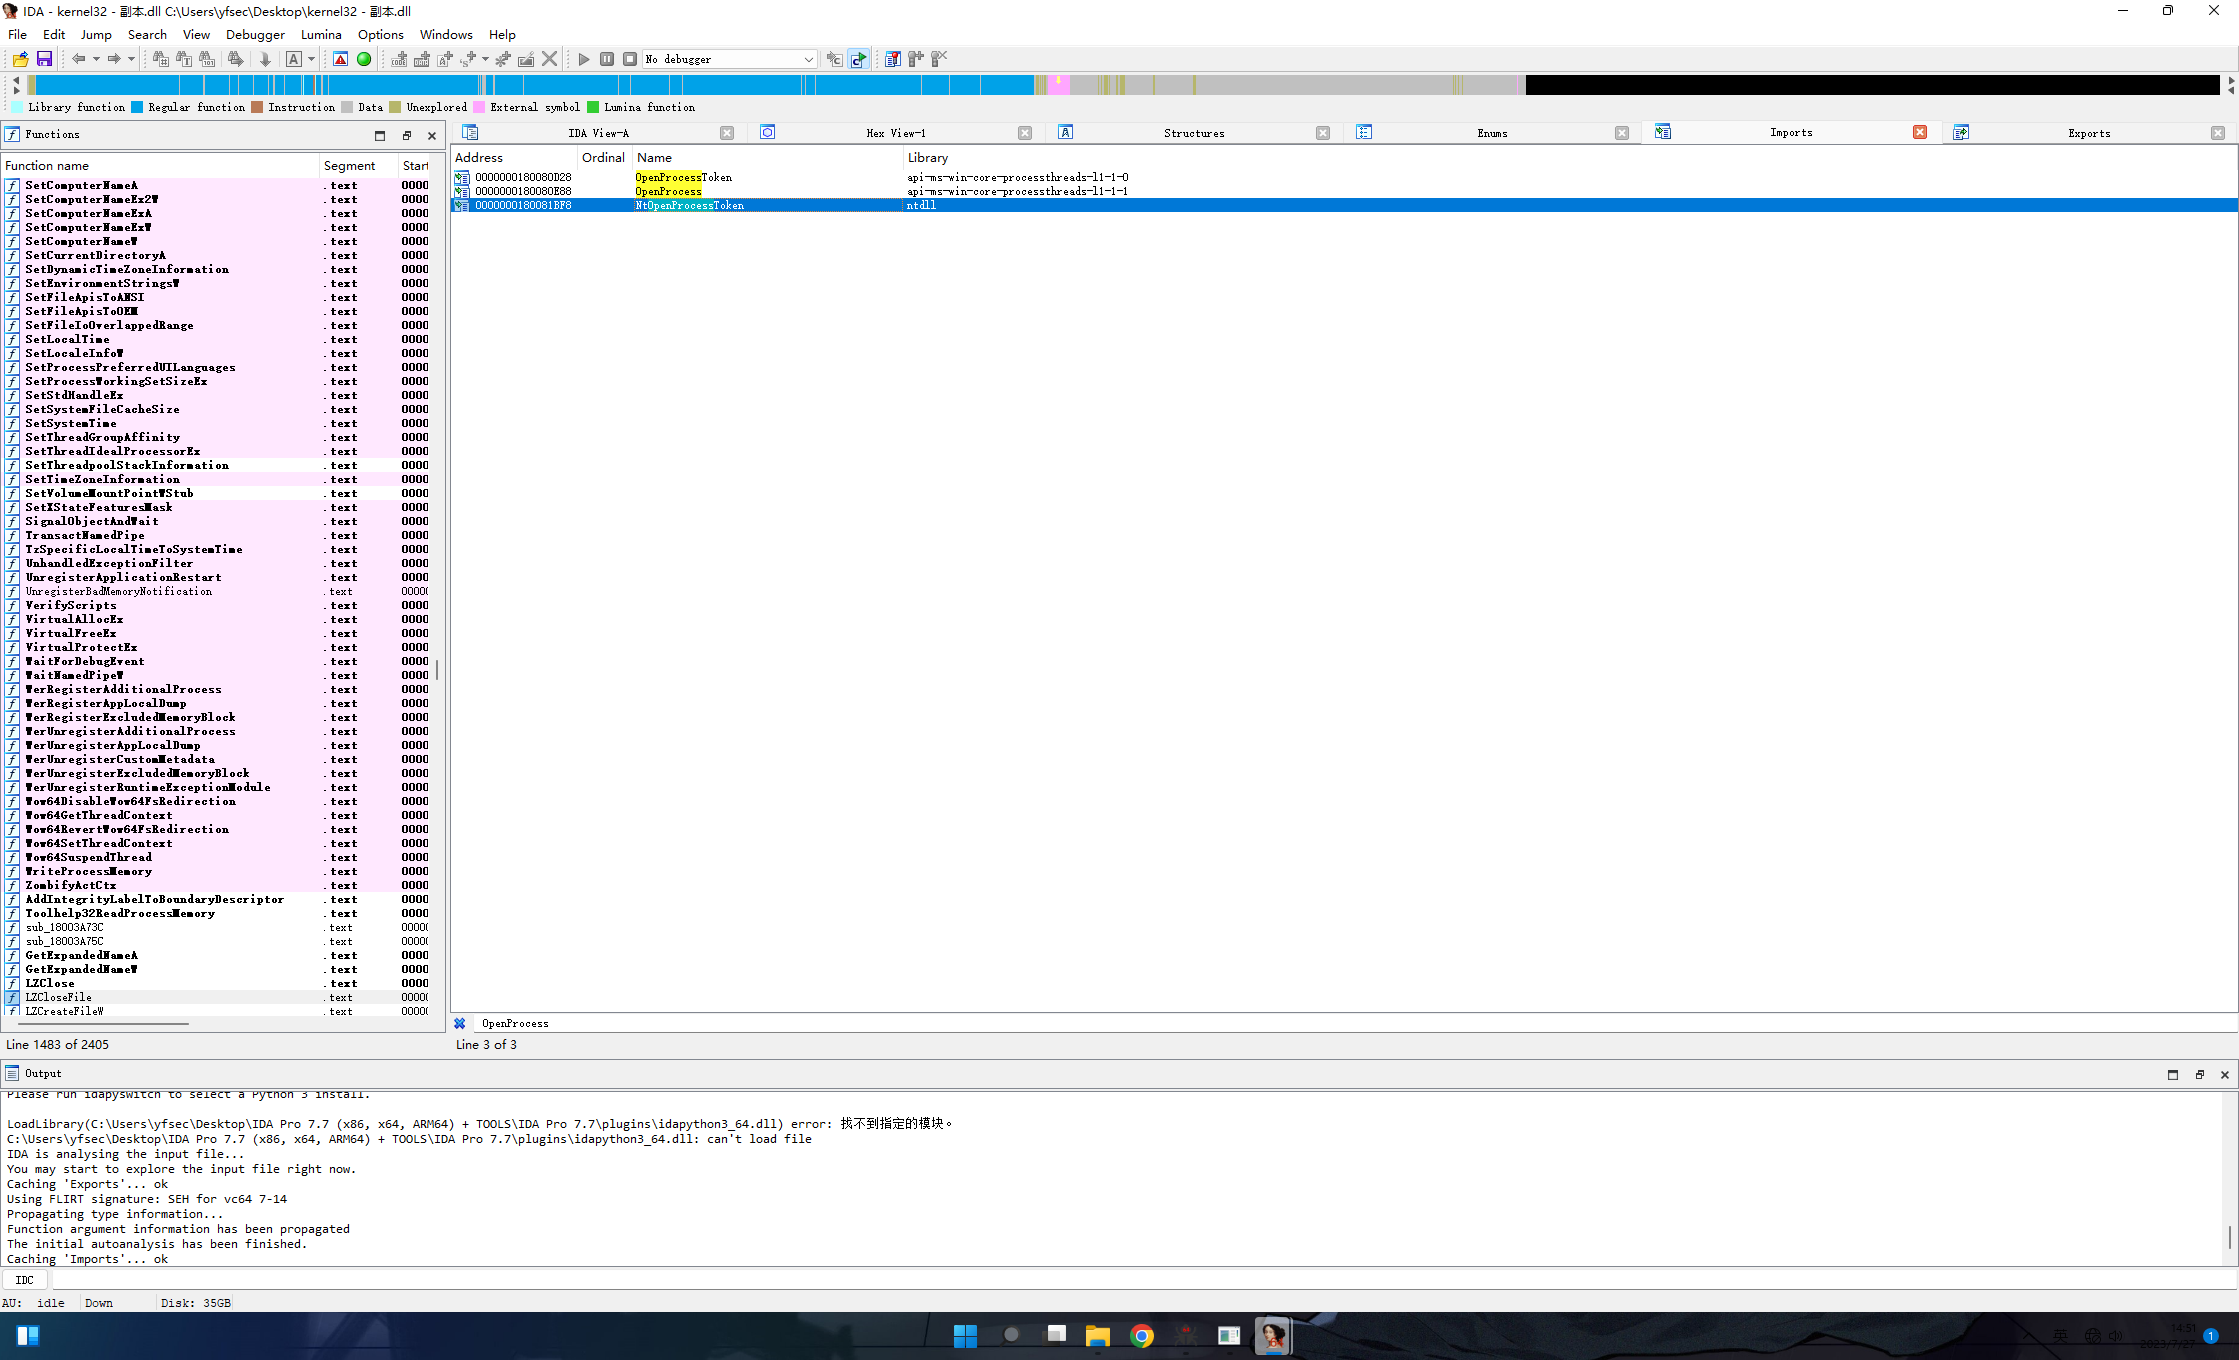 IDA - kernel32 - 副本.dll C:\Users\yfsec\Desktop\kernel32 - 副本.dll
File Edit Jump Search View Debugger Lumina Options Windows Help
No debugger
Library function Regular function Instruction Data Unexplored External symbol Lumina function
Functions
IDA View-A Hex View-1 Structures Enums Imports Exports
Function name Segment Start
SetComputerNameA .text 0000
SetComputerNameEx2W .text 0000
SetComputerNameExA .text 0000
SetComputerNameExW .text 0000
SetComputerNameW .text 0000
SetCurrentDirectoryA .text 0000
SetDynamicTimeZoneInformation .text 0000
SetEnvironmentStringsW .text 0000
SetFileApisToANSI .text 0000
SetFileApisToOEM .text 0000
SetFileIoOverlappedRange .text 0000
SetLocalTime .text 0000
SetLocaleInfoW .text 0000
SetProcessPreferredUILanguages .text 0000
SetProcessWorkingSetSizeEx .text 0000
SetStdHandleEx .text 0000
SetSystemFileCacheSize .text 0000
SetSystemTime .text 0000
SetThreadGroupAffinity .text 0000
SetThreadIdealProcessorEx .text 0000
SetThreadpoolStackInformation .text 0000
SetTimeZoneInformation .text 0000
SetVolumeMountPointWStub .text 0000
SetXStateFeaturesMask .text 0000
SignalObjectAndWait .text 0000
TransactNamedPipe .text 0000
TzSpecificLocalTimeToSystemTime .text 0000
UnhandledExceptionFilter .text 0000
UnregisterApplicationRestart .text 0000
UnregisterBadMemoryNotification .text 0000
VerifyScripts .text 0000
VirtualAllocEx .text 0000
VirtualFreeEx .text 0000
VirtualProtectEx .text 0000
WaitForDebugEvent .text 0000
WaitNamedPipeW .text 0000
WerRegisterAdditionalProcess .text 0000
WerRegisterAppLocalDump .text 0000
WerRegisterExcludedMemoryBlock .text 0000
WerUnregisterAdditionalProcess .text 0000
WerUnregisterAppLocalDump .text 0000
WerUnregisterCustomMetadata .text 0000
WerUnregisterExcludedMemoryBlock .text 0000
WerUnregisterRuntimeExceptionModule .text 0000
Wow64DisableWow64FsRedirection .text 0000
Wow64GetThreadContext .text 0000
Wow64RevertWow64FsRedirection .text 0000
Wow64SetThreadContext .text 0000
Wow64SuspendThread .text 0000
WriteProcessMemory .text 0000
ZombifyActCtx .text 0000
AddIntegrityLabelToBoundaryDescriptor .text 0000
Toolhelp32ReadProcessMemory .text 0000
sub_18003A73C .text 0000
sub_18003A75C .text 0000
GetExpandedNameA .text 0000
GetExpandedNameW .text 0000
LZClose .text 0000
LZCloseFile .text 0000
LZCreateFileW .text 0000
Line 1483 of 2405
Address Ordinal Name Library
0000000180080D28 OpenProcessToken api-ms-win-core-processthreads-l1-1-0
0000000180080E88 OpenProcess api-ms-win-core-processthreads-l1-1-1
0000000180081BF8 NtOpenProcessToken ntdll
OpenProcess
Line 3 of 3
Output
Please run idapyswitch to select a Python 3 install.
LoadLibrary(C:\Users\yfsec\Desktop\IDA Pro 7.7 (x86, x64, ARM64) + TOOLS\IDA Pro 7.7\plugins\idapython3_64.dll) error: 找不到指定的模块。
C:\Users\yfsec\Desktop\IDA Pro 7.7 (x86, x64, ARM64) + TOOLS\IDA Pro 7.7\plugins\idapython3_64.dll: can't load file
IDA is analysing the input file...
You may start to explore the input file right now.
Caching 'Exports'... ok
Using FLIRT signature: SEH for vc64 7-14
Propagating type information...
Function argument information has been propagated
The initial autoanalysis has been finished.
Caching 'Imports'... ok
IDC
AU: idle Down Disk: 35GB
英 14:51
2023/7/27 1